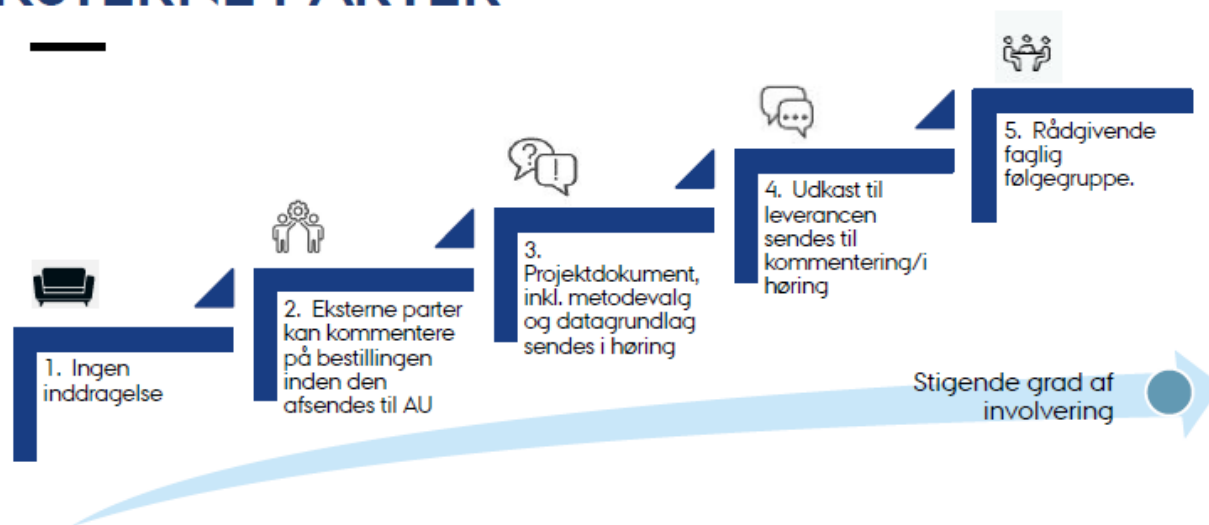 EKSTERNE PARTER
1. Ingen
inddragelse
2. Eksterne parter
kan kommentere
på bestillingen
inden den
afsendes til AU
3.
Projektdokument,
inkl. metodevalg
og datagrundlag
sendes i høring
4. Udkast til
leverancen
sendes til
kommentering/i
høring
5. Rådgivende
faglig
følgegruppe.
Stigende grad af
involvering